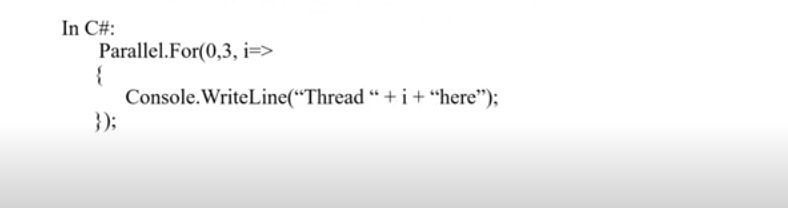 In C#:
Parallel.For(0,3, i=>
{
Console.WriteLine(“Thread “ + i + “here”);
});